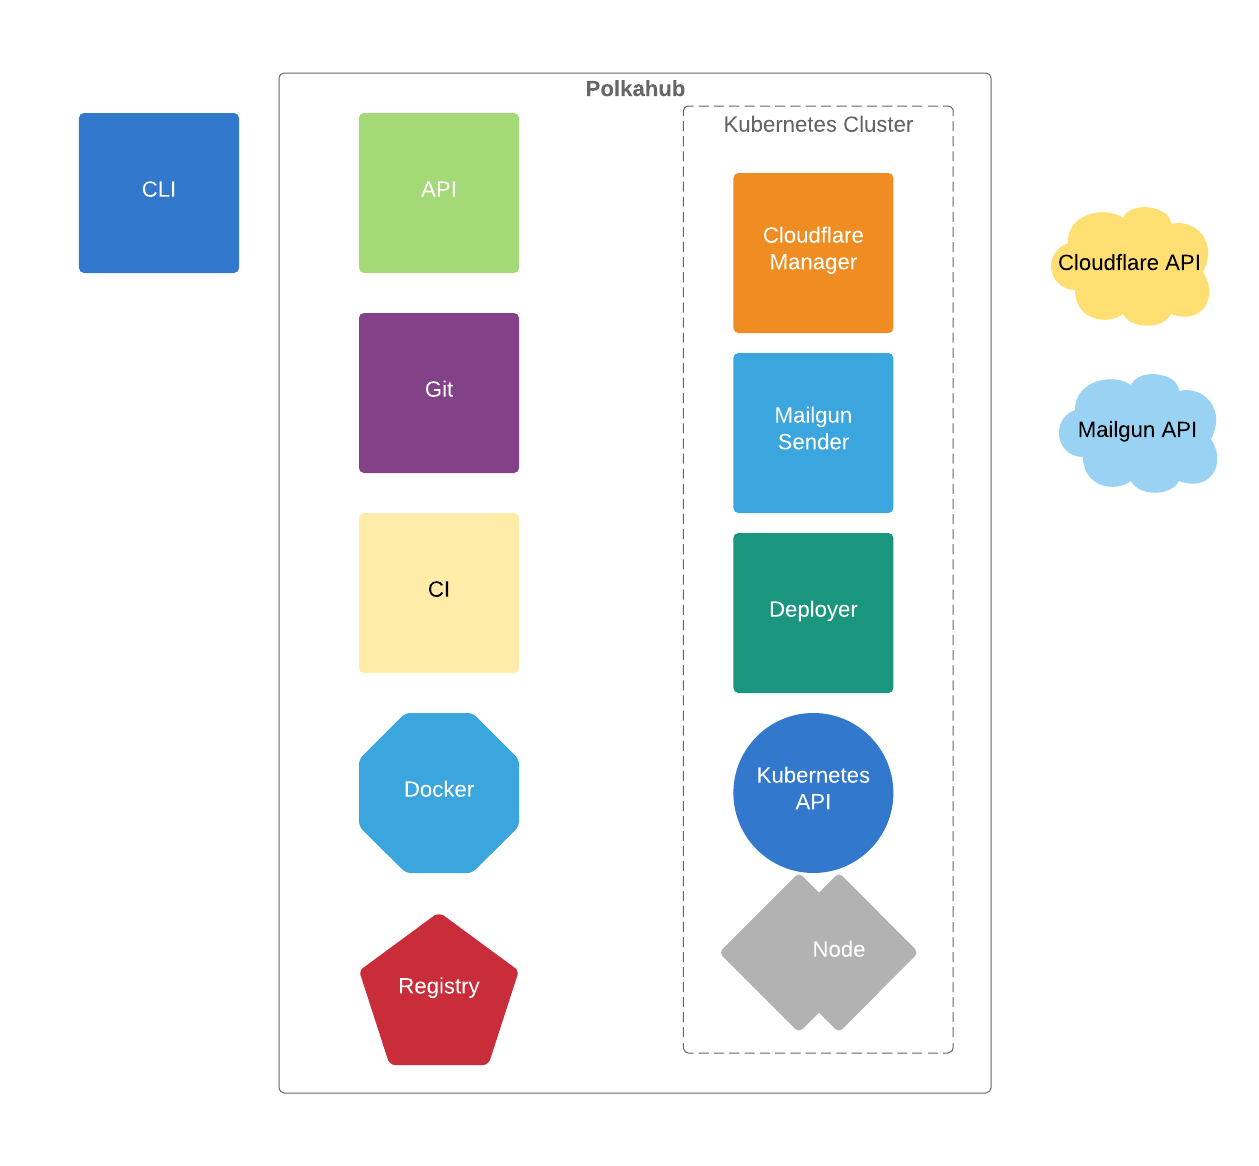 Polkahub
CLI
API
Git
CI
Docker
Registry
Kubernetes Cluster
Cloudflare
Manager
Mailgun
Sender
Deployer
Kubernetes
API
Node
Cloudflare API
Mailgun API